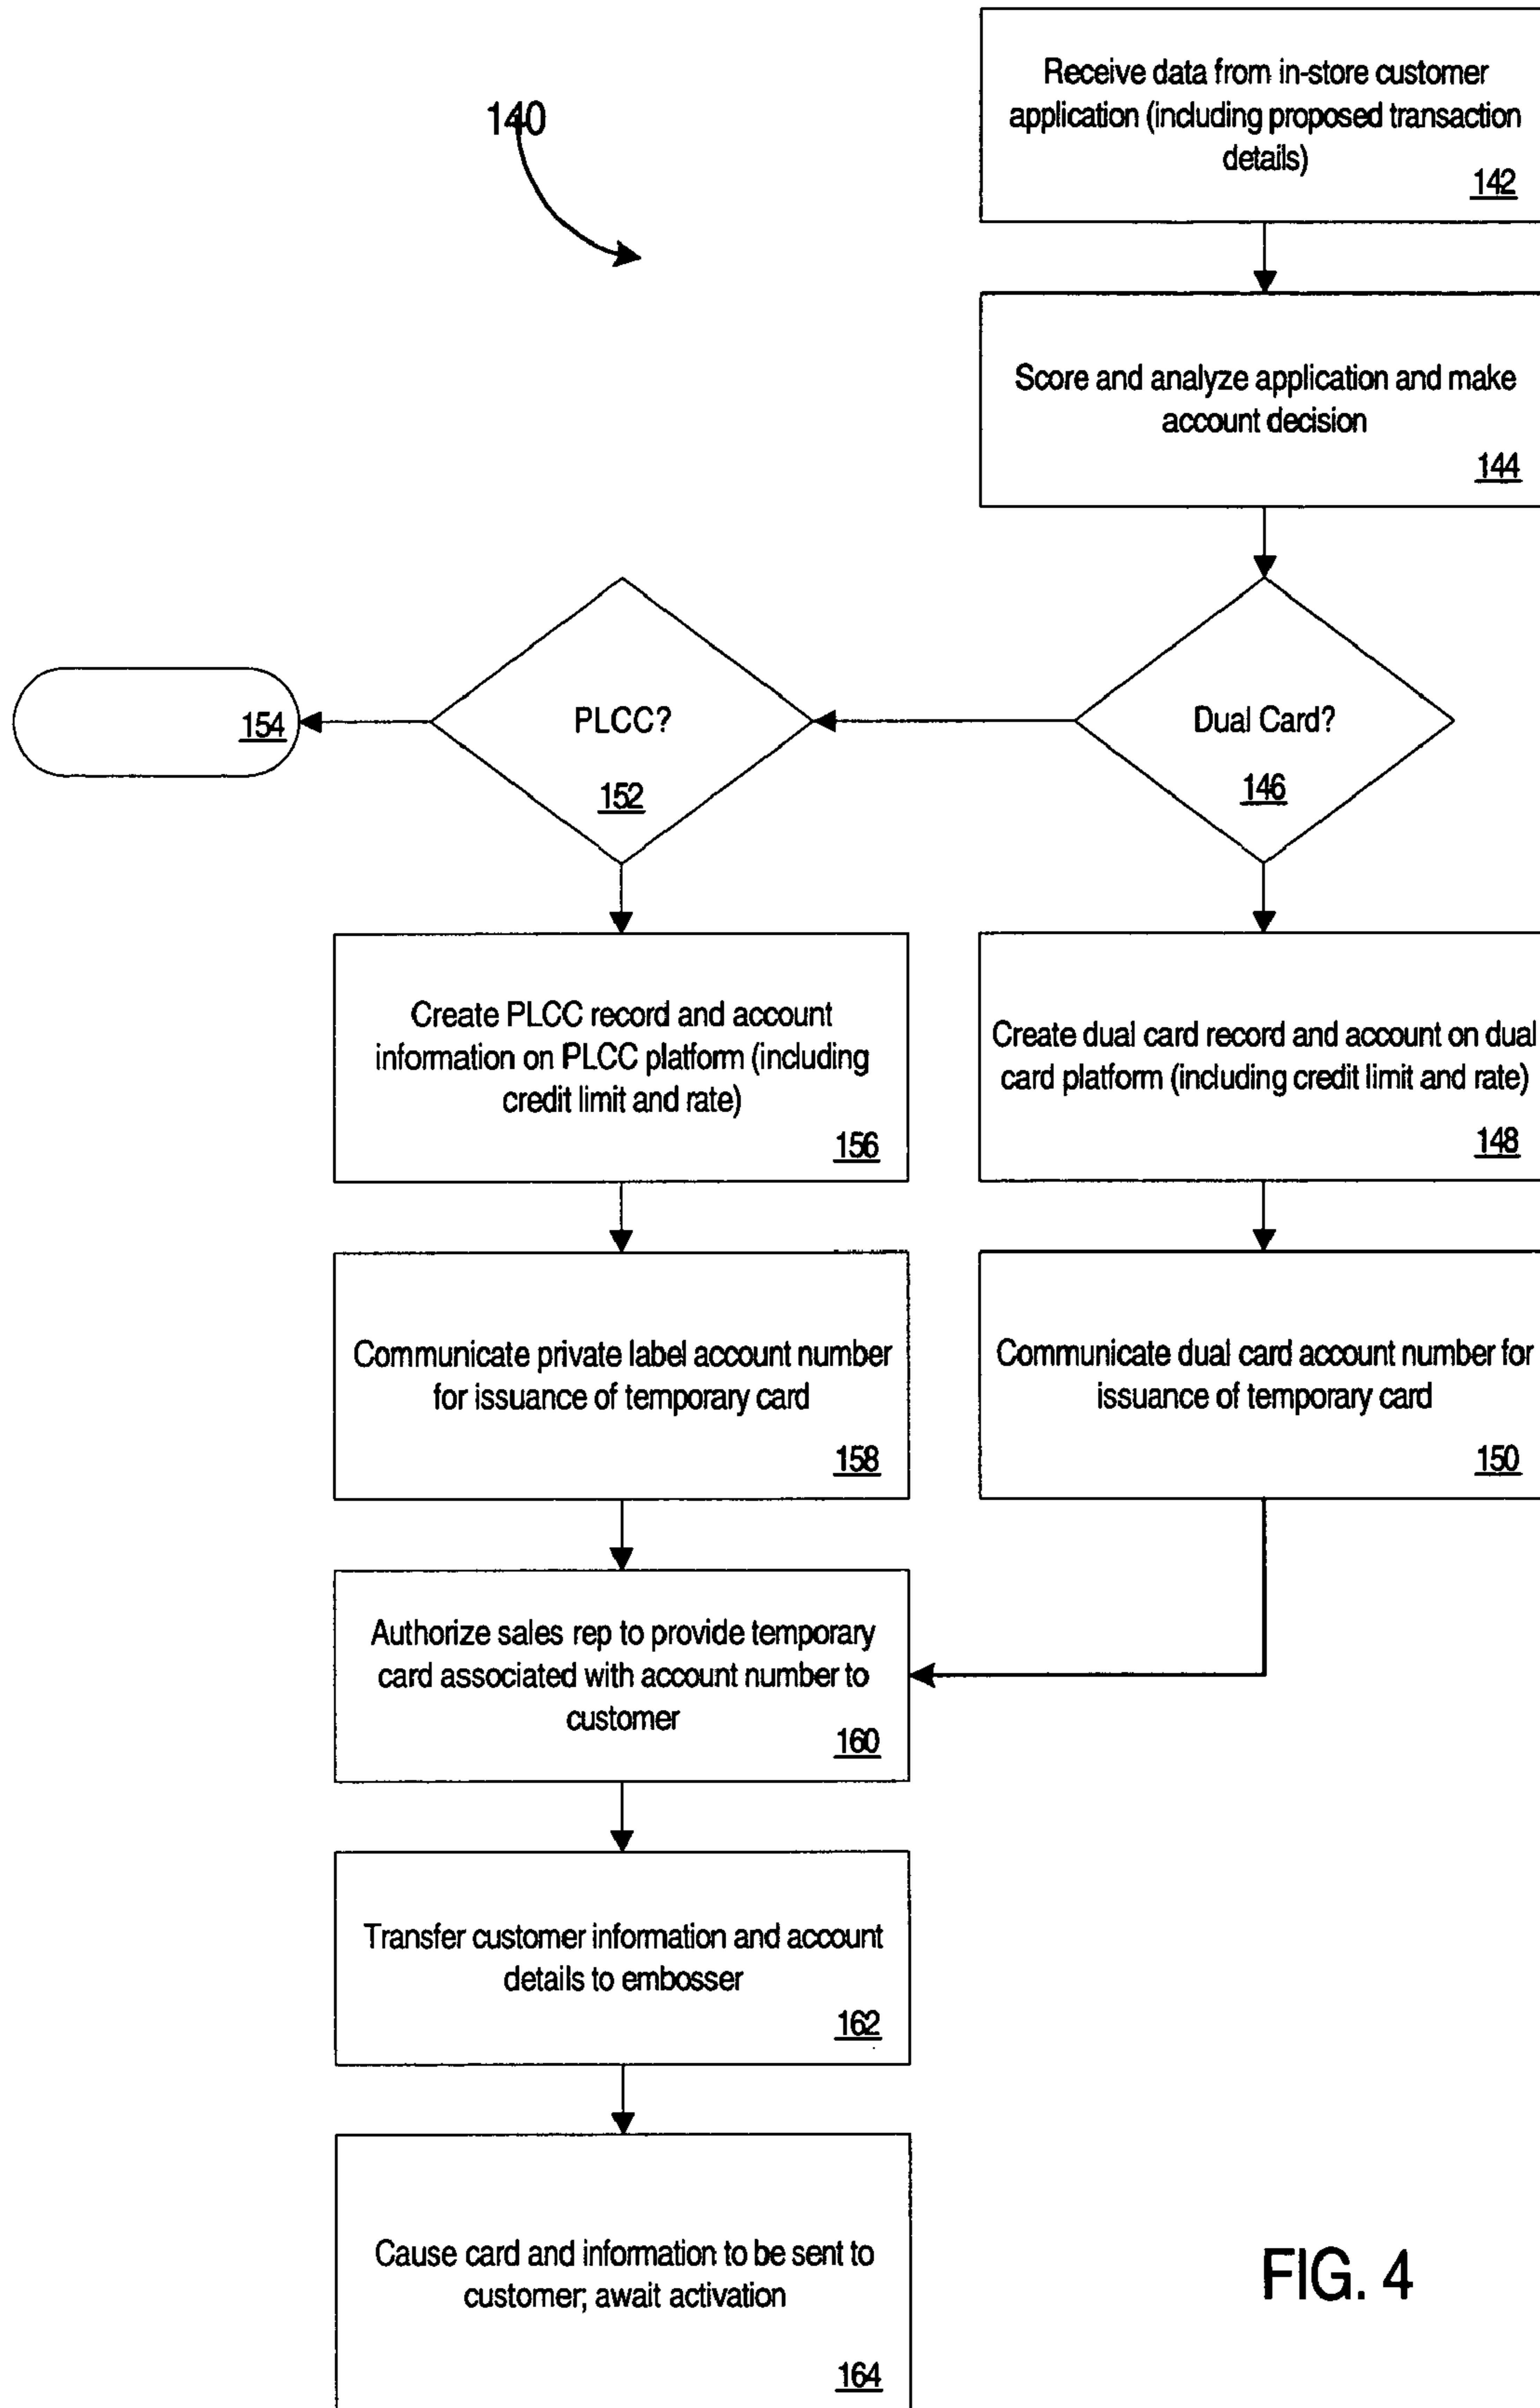 140
Receive data from in-store customer
application (including proposed transaction
details)
142
Score and analyze application and make
account decision
144
154
PLCC?
152
Dual Card?
146
Create PLCC record and account
information on PLCC platform (including
credit limit and rate)
156
Create dual card record and account on dual
card platform (including credit limit and rate)
148
Communicate private label account number
for issuance of temporary card
158
Communicate dual card account number for
issuance of temporary card
150
Authorize sales rep to provide temporary
card associated with account number to
customer
160
Transfer customer information and account
details to embosser
162
Cause card and information to be sent to
customer; await activation
164
FIG. 4